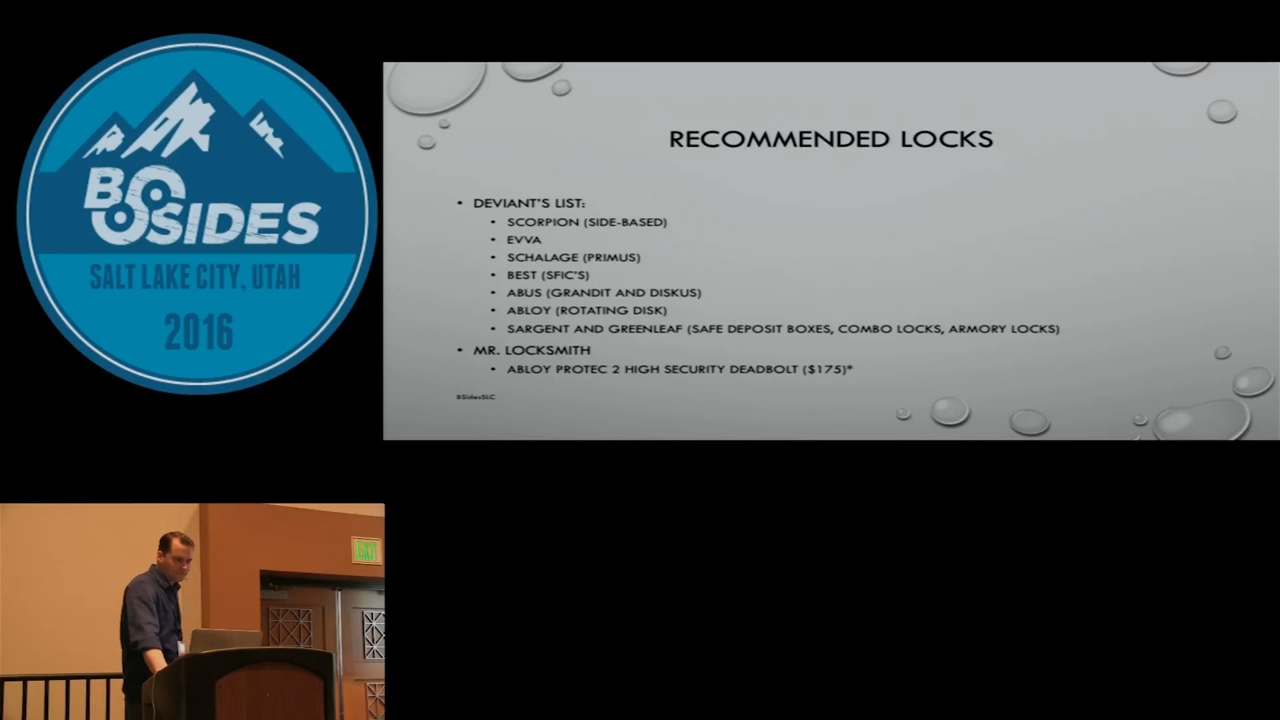 BSIDES
SALT LAKE CITY, UTAH
2016
RECOMMENDED LOCKS
• DEVIANT'S LIST:
• SCORPION (SIDE-BASED)
• EVVA
• SCHALAGE (PRIMUS)
• BEST (SFIC'S)
• ABUS (GRANDIT AND DISKUS)
• ABLOY (ROTATING DISK)
• SARGENT AND GREENLEAF (SAFE DEPOSIT BOXES, COMBO LOCKS, ARMORY LOCKS)
• MR. LOCKSMITH
• ABLOY PROTEC 2 HIGH SECURITY DEADBOLT ($175)*
BSidesSLC
EXIT